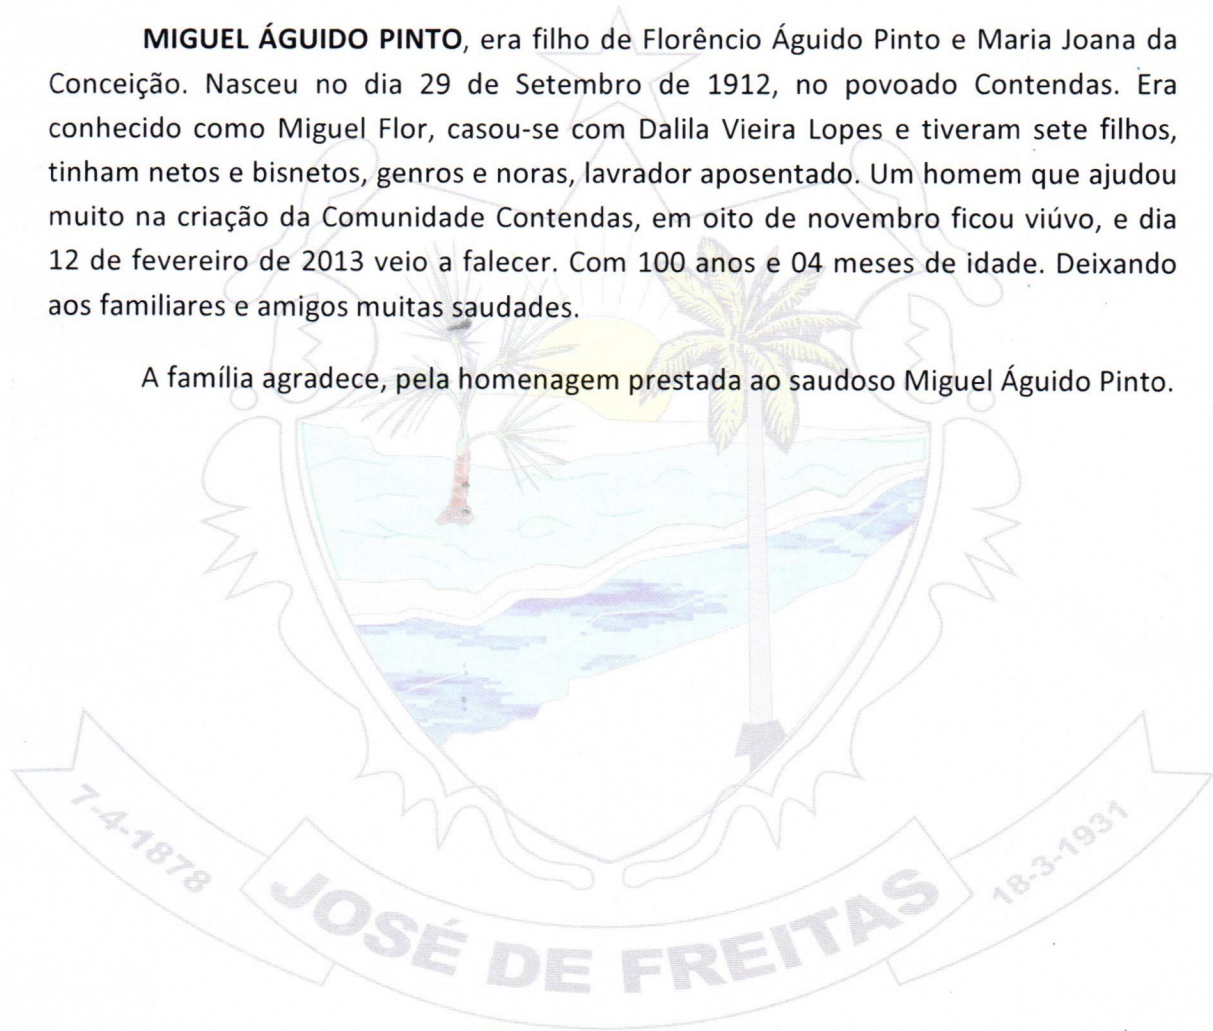 MIGUEL ÁGUIDO PINTO, era filho de Florêncio Águido Pinto e Maria Joana da
Conceição. Nasceu no dia 29 de Setembro de 1912, no povoado Contendas. Era
conhecido como Miguel Flor, casou-se com Dalila Vieira Lopes e tiveram sete filhos,
tinham netos e bisnetos, genros e noras, lavrador aposentado. Um homem que ajudou
muito na criação da Comunidade Contendas, em oito de novembro ficou viúvo, e dia
12 de fevereiro de 2013 veio a falecer. Com 100 anos e 04 meses de idade. Deixando
aos familiares e amigos muitas saudades.
A família agradece, pela homenagem prestada ao saudoso Miguel Águido Pinto.
7-4-1878
JOSÉ DE FREITAS
18-3-1931